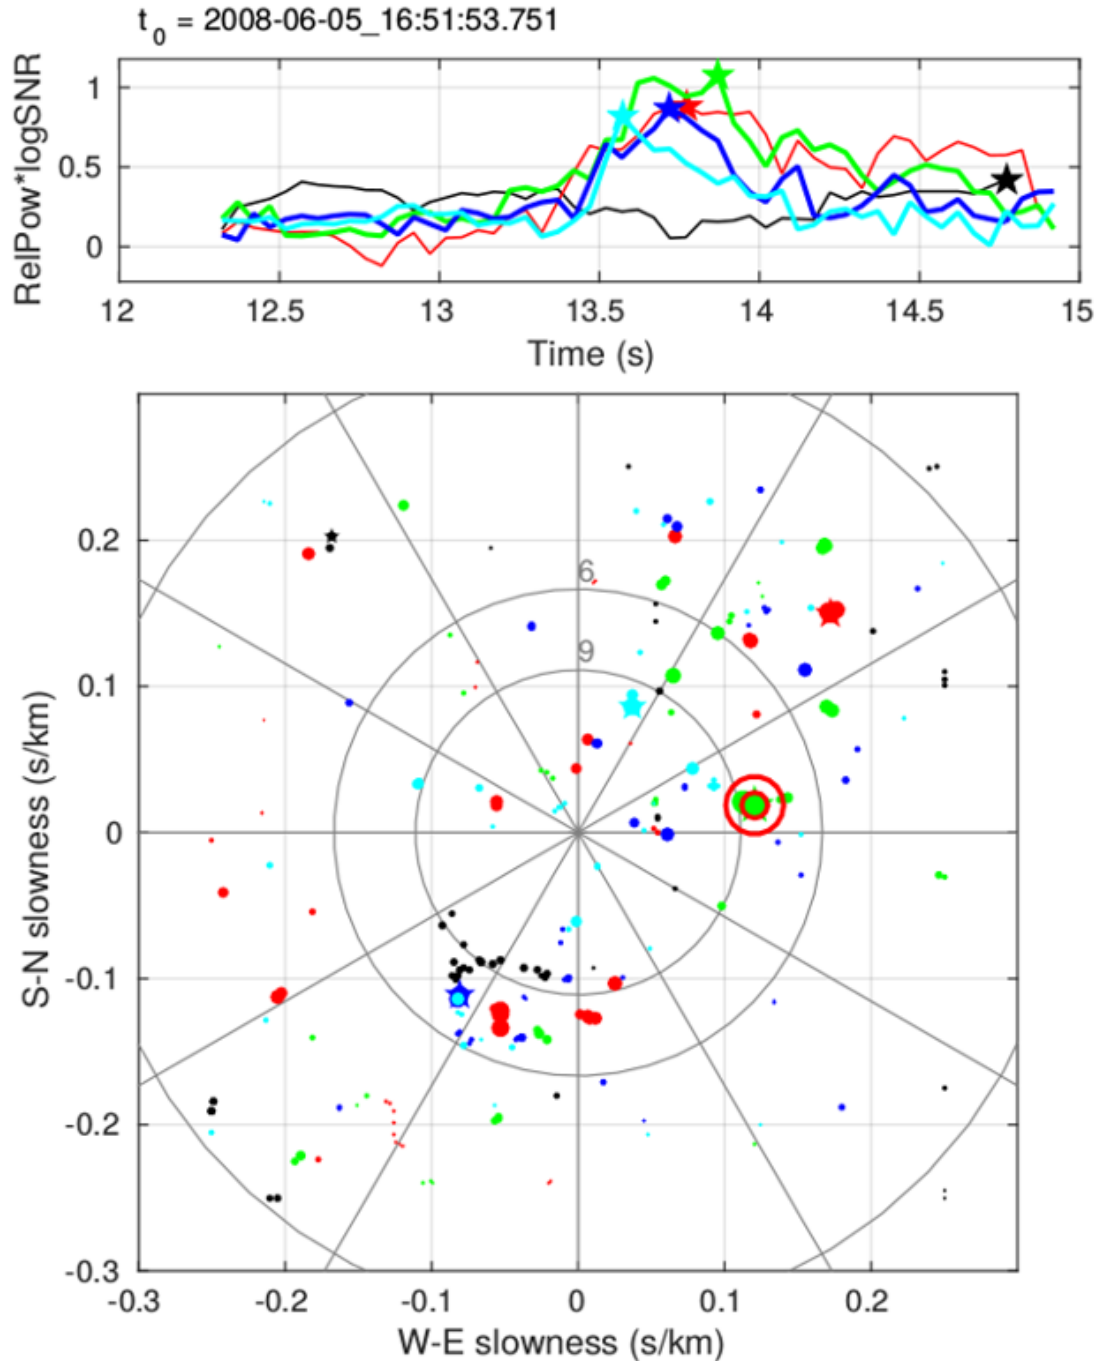 t0 = 2008-06-05_16:51:53.751
RelPow*logSNR
1
0.5
0
12 12.5 13 13.5 14 14.5 15
Time (s)
S-N slowness (s/km)
0.2
0.1
0
-0.1
-0.2
-0.3
6
9
-0.3 -0.2 -0.1 0 0.1 0.2
W-E slowness (s/km)